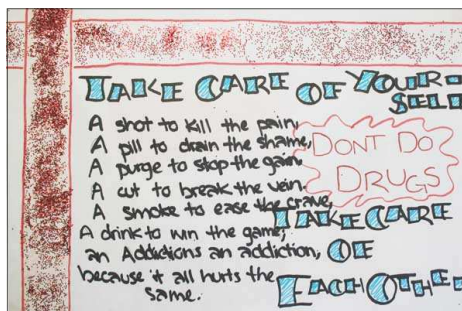 TAKE CARE OF YOUR-
SELF
A shot to kill the pain,
A pill to drain the shame,
A purge to stop the gain.
A cut to break the vein.
A smoke to ease the crave,
A drink to win the game,
an Addictions an addiction,
because it all hurts the
same.
DONT DO
DRUGS
TAKE CARE
OF
EACH OTHER